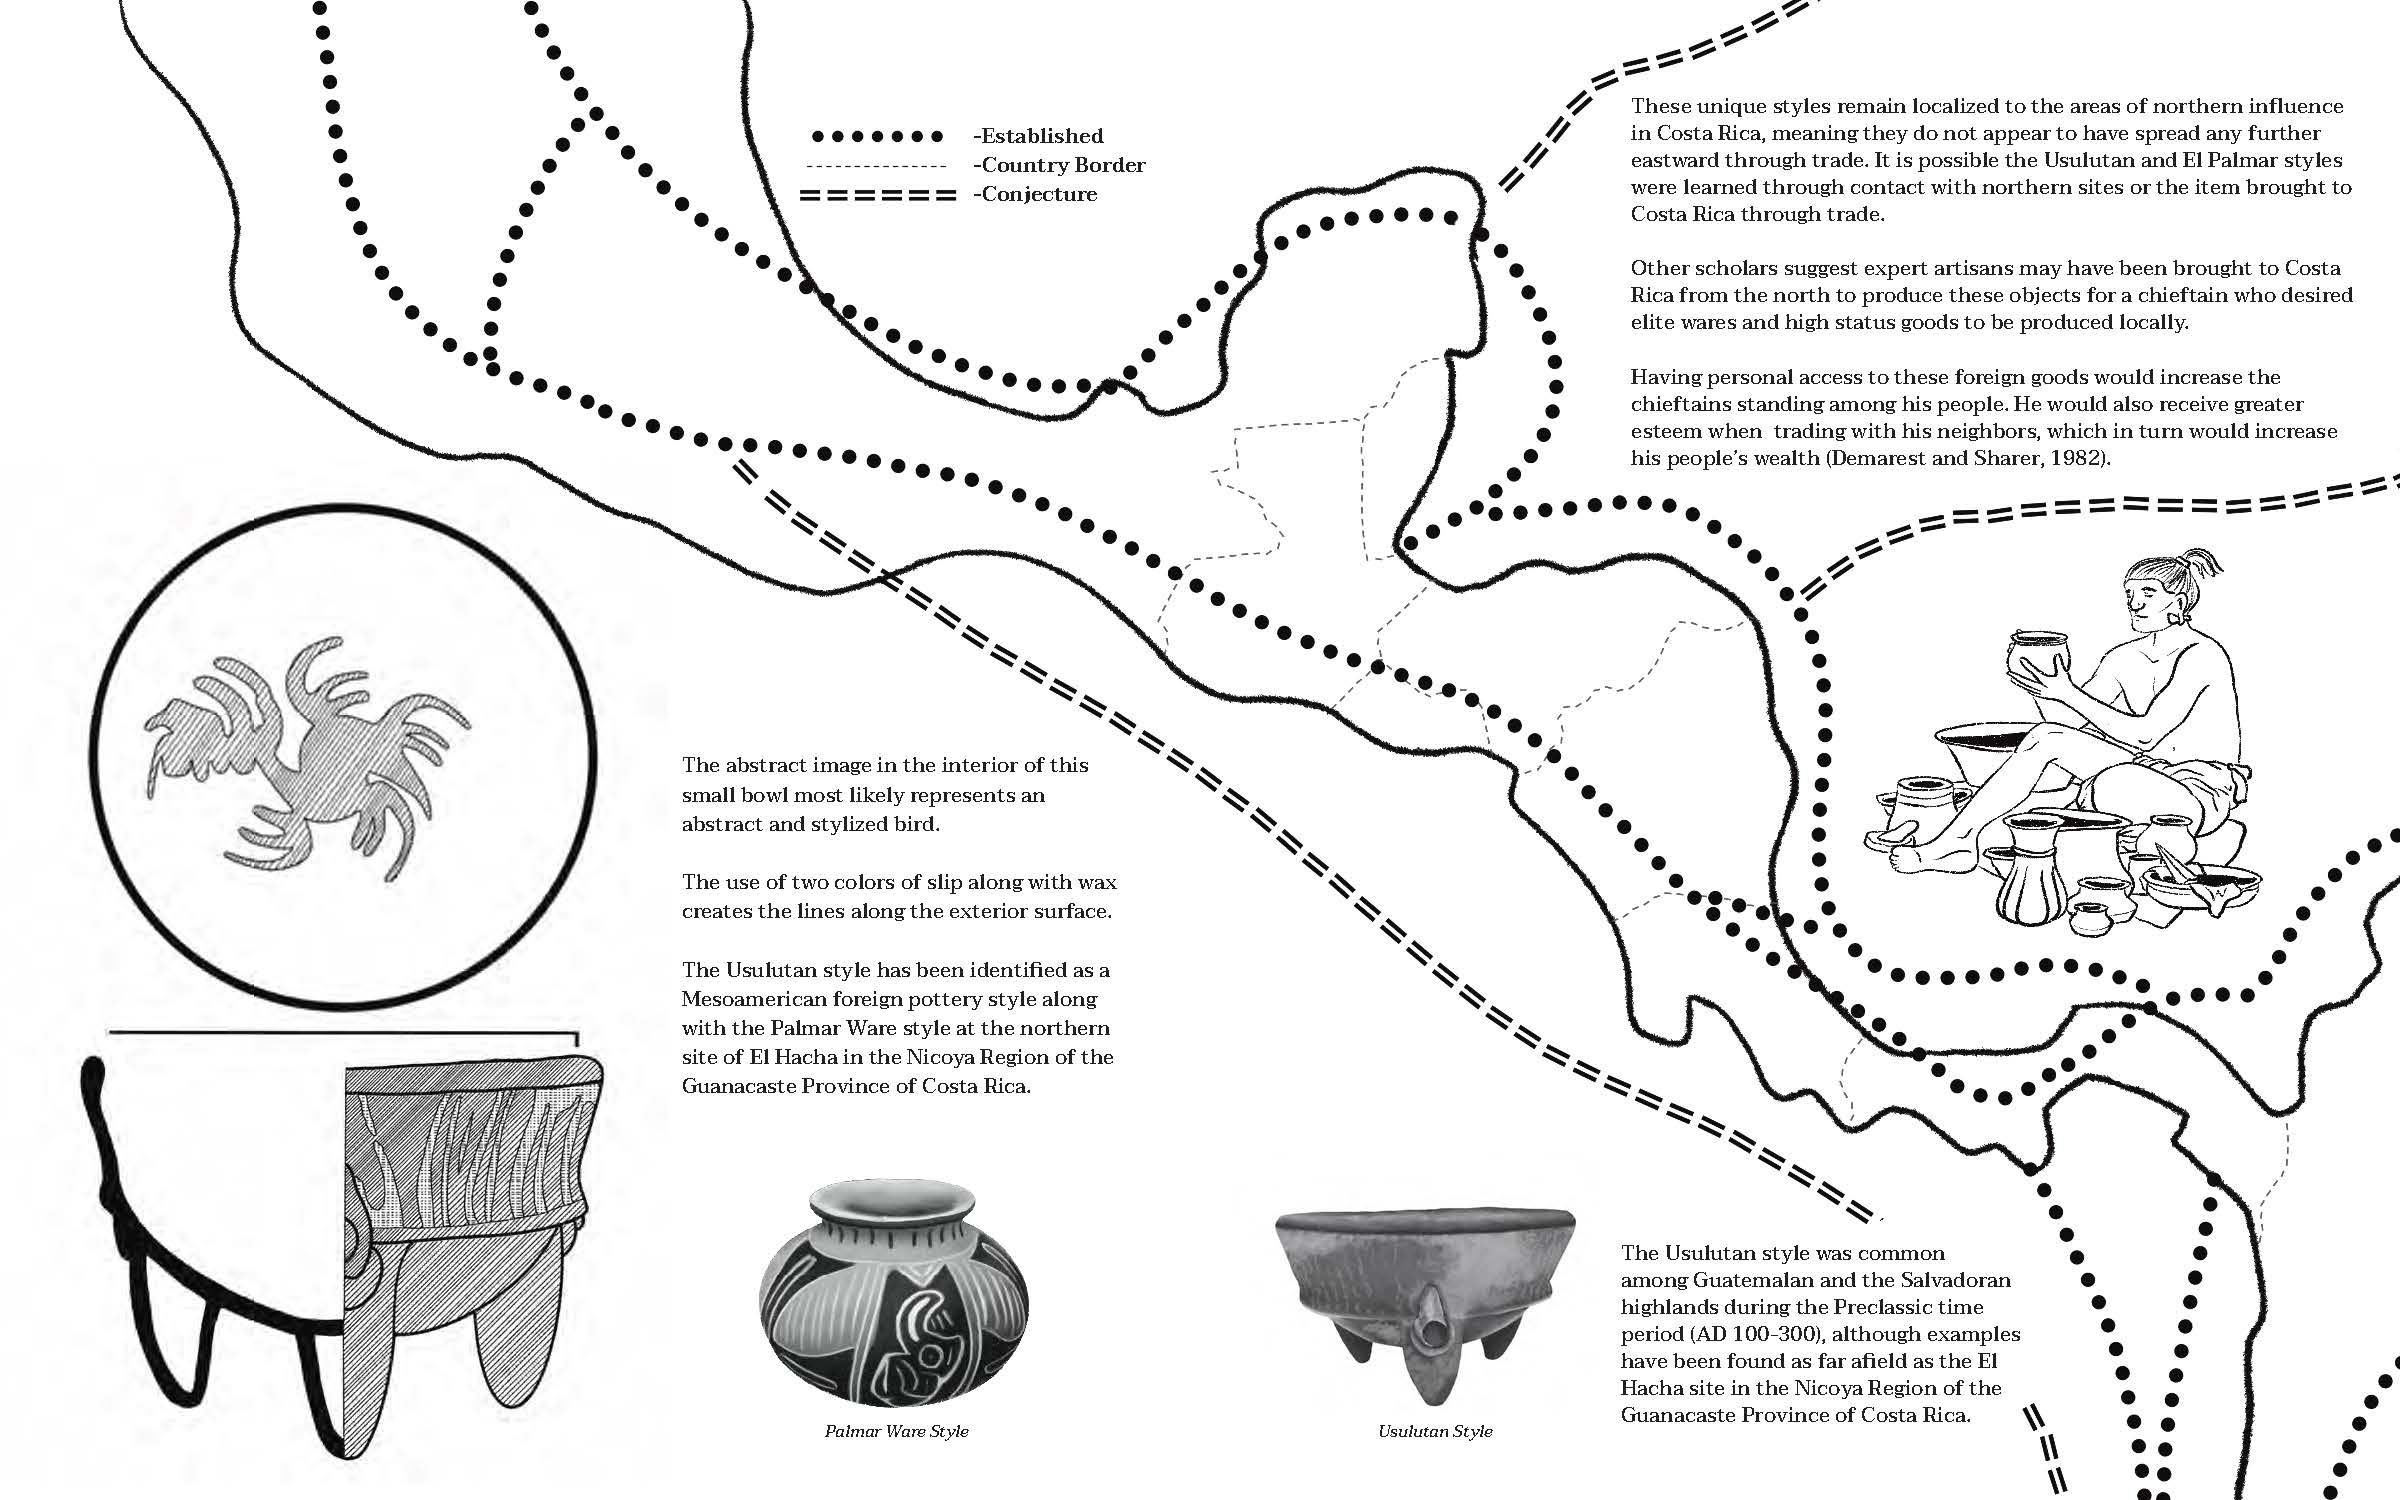 -Established
-Country Border
-Conjecture
These unique styles remain localized to the areas of northern influence
in Costa Rica, meaning they do not appear to have spread any further
eastward through trade. It is possible the Usulutan and El Palmar styles
were learned through contact with northern sites or the item brought to
Costa Rica through trade.
Other scholars suggest expert artisans may have been brought to Costa
Rica from the north to produce these objects for a chieftain who desired
elite wares and high status goods to be produced locally.
Having personal access to these foreign goods would increase the
chieftains standing among his people. He would also receive greater
esteem when trading with his neighbors, which in turn would increase
his people's wealth (Demarest and Sharer, 1982).
The abstract image in the interior of this
small bowl most likely represents an
abstract and stylized bird.
The use of two colors of slip along with wax
creates the lines along the exterior surface.
The Usulutan style has been identified as a
Mesoamerican foreign pottery style along
with the Palmar Ware style at the northern
site of El Hacha in the Nicoya Region of the
Guanacaste Province of Costa Rica.
Palmar Ware Style
Usulutan Style
The Usulutan style was common
among Guatemalan and the Salvadoran
highlands during the Preclassic time
period (AD 100-300), although examples
have been found as far afield as the El
Hacha site in the Nicoya Region of the
Guanacaste Province of Costa Rica.